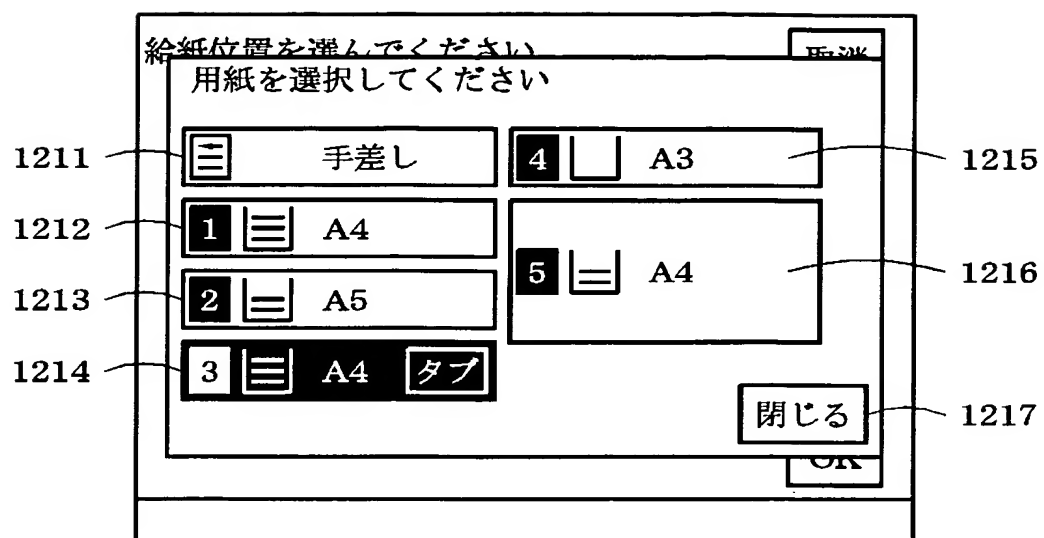 給紙位置を選んでください
取消
用紙を選択してください
1211 手差し
4 A3 1215
1212 1 A4
5 A4 1216
1213 2 A5
1214 3 A4 タブ
閉じる 1217
OK